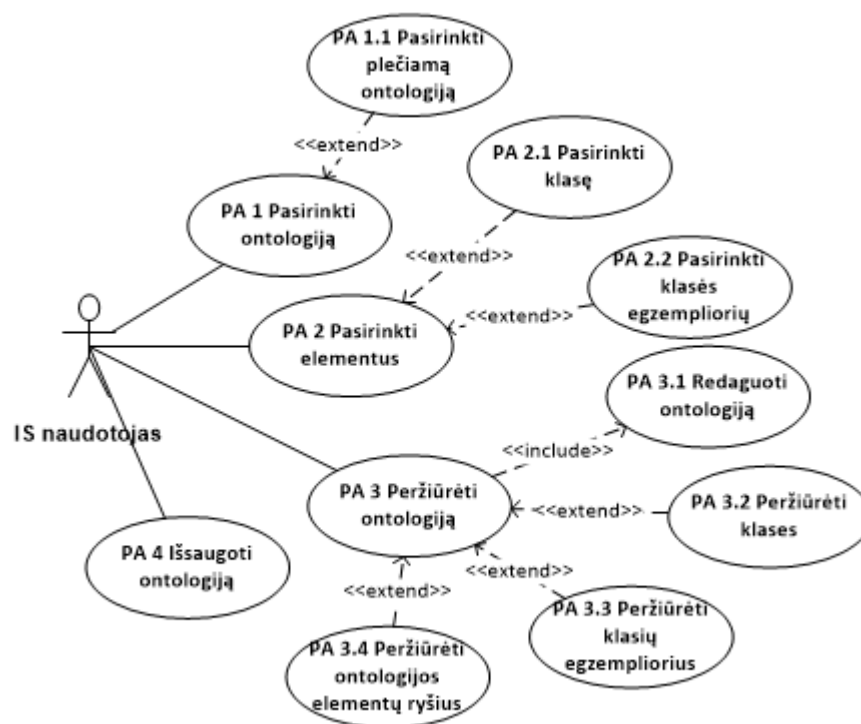 PA 1.1 Pasirinkti
plečiamą
ontologiją
<<extend>>
PA 2.1 Pasirinkti
klasę
PA 1 Pasirinkti
ontologiją
<<extend>>
PA 2.2 Pasirinkti
klasės
egzempliorių
<<extend>>
PA 2 Pasirinkti
elementus
PA 3.1 Redaguoti
ontologiją
IS naudotojas
<<include>>
PA 3 Peržiūrėti
ontologiją
PA 3.2 Peržiūrėti
klases
<<extend>>
PA 4 Išsaugoti
ontologiją
<<extend>>
<<extend>>
PA 3.3 Peržiūrėti
klasių
egzempliorius
PA 3.4 Peržiūrėti
ontologijos
elementų ryšius